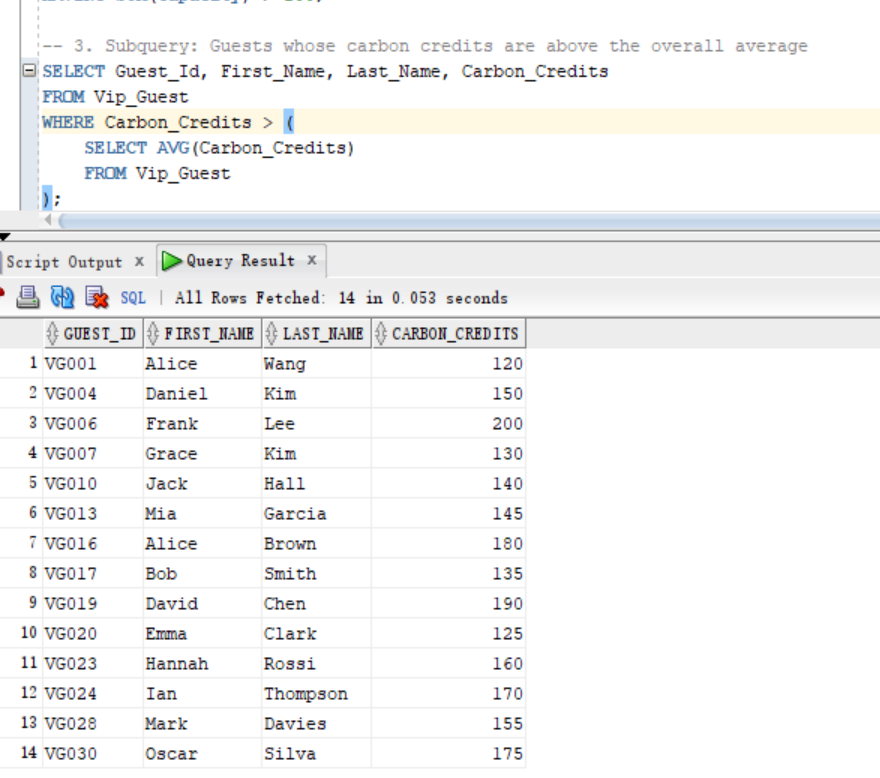 -- 3. Subquery: Guests whose carbon credits are above the overall average
SELECT Guest_Id, First_Name, Last_Name, Carbon_Credits
FROM Vip_Guest
WHERE Carbon_Credits > (
SELECT AVG(Carbon_Credits)
FROM Vip_Guest
);
Script Output x Query Result x
SQL | All Rows Fetched: 14 in 0.053 seconds
GUEST_ID FIRST_NAME LAST_NAME CARBON_CREDITS
1 VG001 Alice Wang 120
2 VG004 Daniel Kim 150
3 VG006 Frank Lee 200
4 VG007 Grace Kim 130
5 VG010 Jack Hall 140
6 VG013 Mia Garcia 145
7 VG016 Alice Brown 180
8 VG017 Bob Smith 135
9 VG019 David Chen 190
10 VG020 Emma Clark 125
11 VG023 Hannah Rossi 160
12 VG024 Ian Thompson 170
13 VG028 Mark Davies 155
14 VG030 Oscar Silva 175